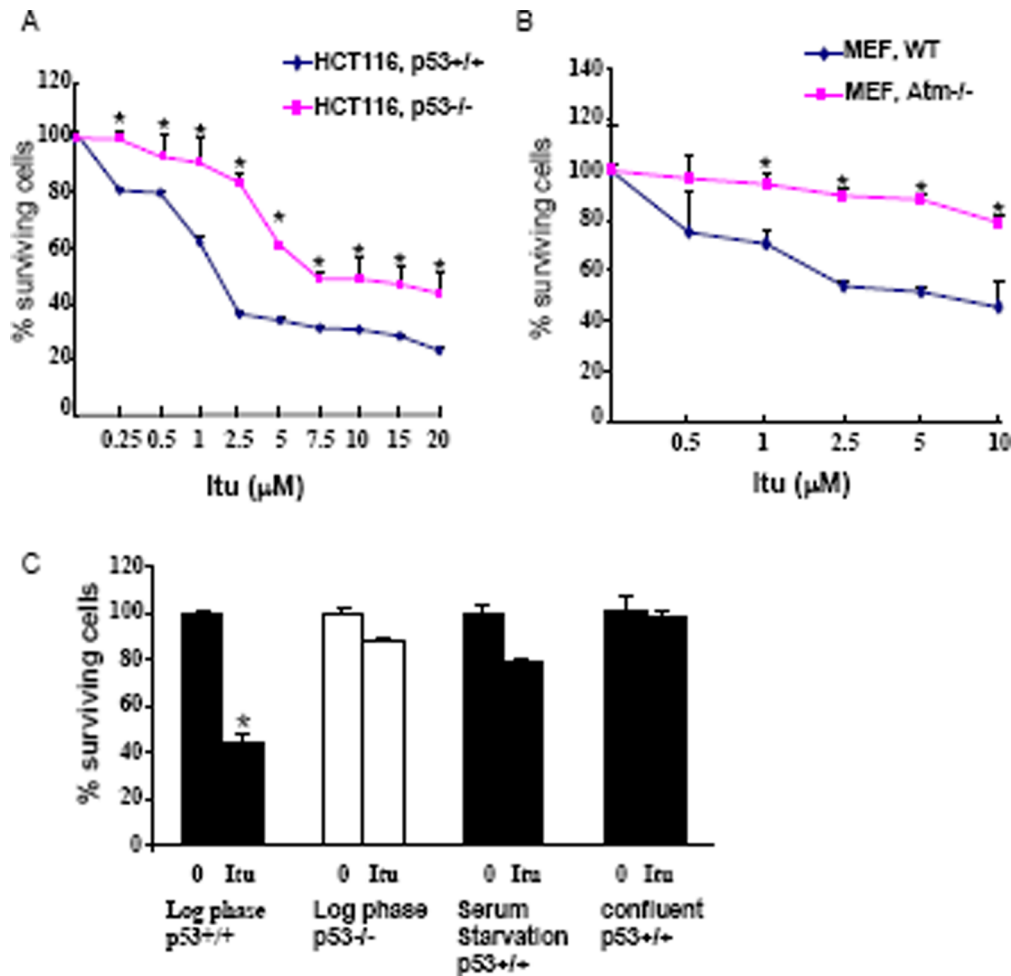 A
HCT116, p53+/+
HCT116, p53-/-
120
100
80
60
40
20
0
% surviving cells
* * * * * * * * *
0.25 0.5 1 2.5 5 7.5 10 15 20
Itu (µM)
B
MEF, WT
MEF, Atm-/-
140
120
100
80
60
40
20
0
% surviving cells
* * * *
0.5 1 2.5 5 10
Itu (µM)
C
120
100
80
60
40
20
0
% surviving cells
*
0 Itu 0 Itu 0 Itu 0 Itu
Log phase
p53+/+
Log phase
p53-/-
Serum
Starvation
p53+/+
confluent
p53+/+